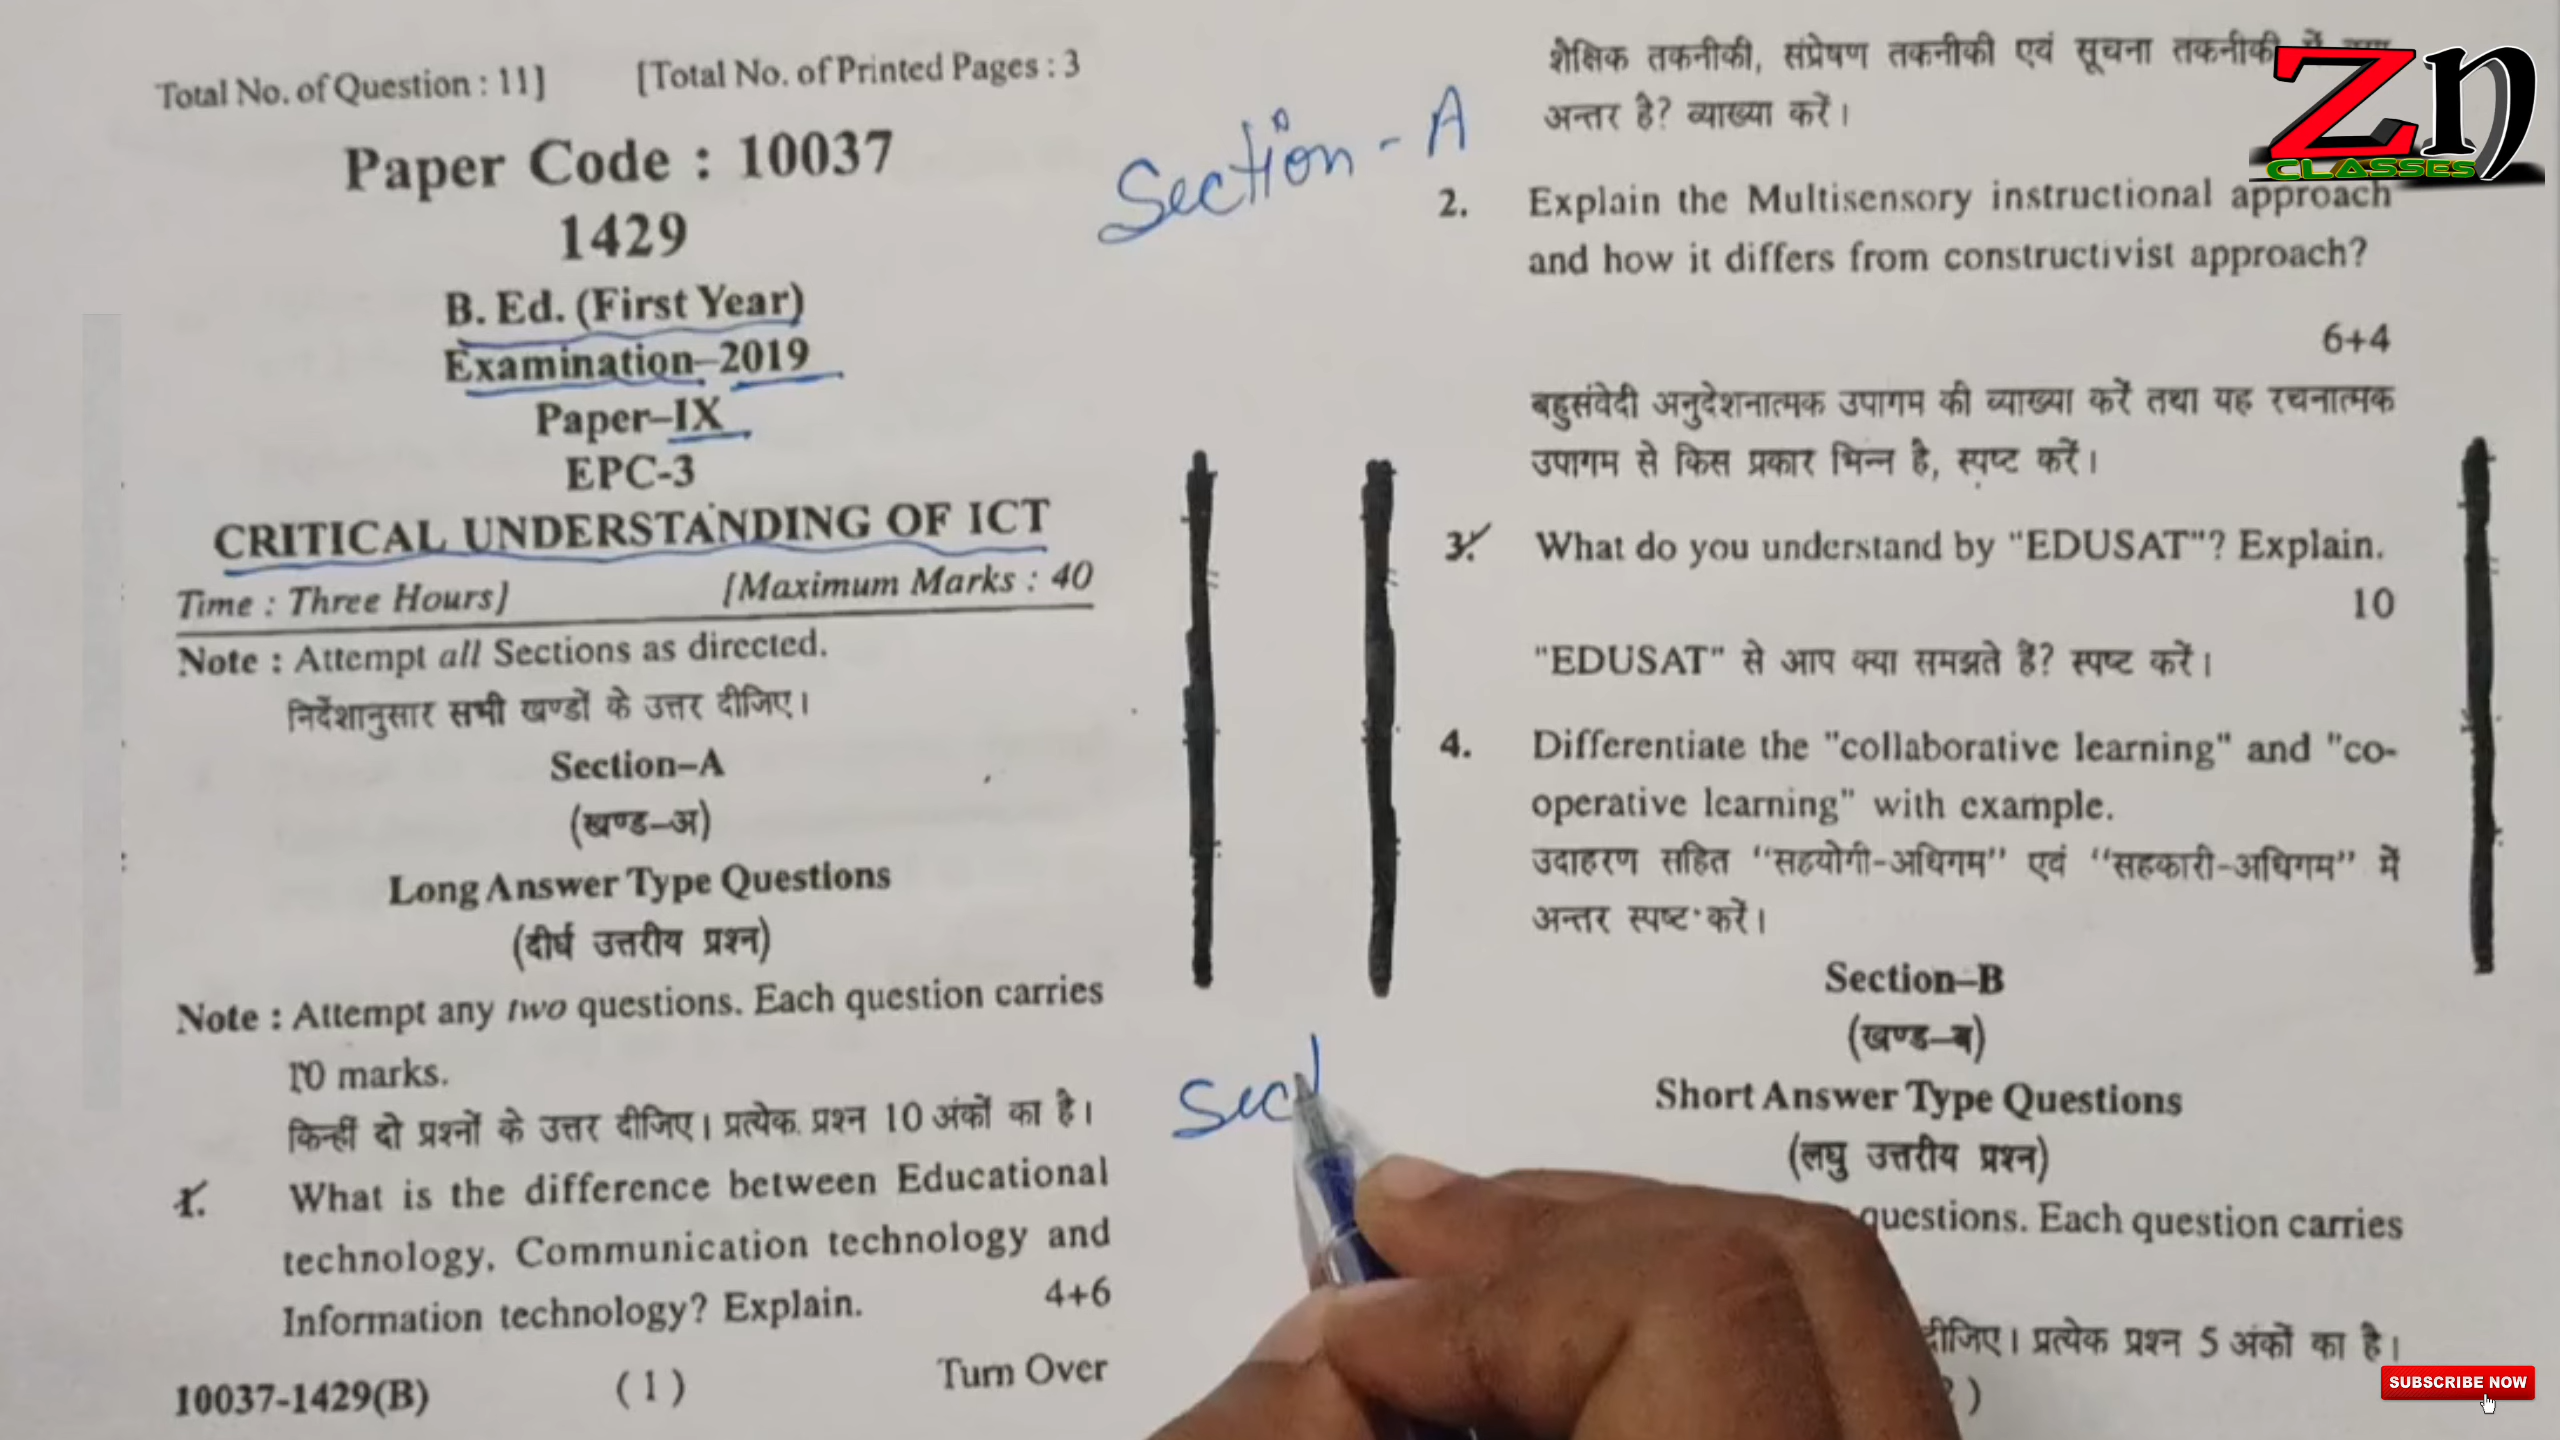 Total No. of Question : 11] [Total No. of Printed Pages : 3
Paper Code : 10037
1429
B. Ed. (First Year)
Examination–2019
Paper–IX
EPC-3
CRITICAL UNDERSTANDING OF ICT
Time : Three Hours] [Maximum Marks : 40
Note : Attempt all Sections as directed.
निर्देशानुसार सभी खण्डों के उत्तर दीजिए।
Section–A
(खण्ड–अ)
Long Answer Type Questions
(दीर्घ उत्तरीय प्रश्न)
Note : Attempt any two questions. Each question carries
10 marks.
किन्हीं दो प्रश्नों के उत्तर दीजिए। प्रत्येक प्रश्न 10 अंकों का है।
1. What is the difference between Educational
technology, Communication technology and
Information technology? Explain. 4+6
10037-1429(B) (1) Turn Over
Section - A
Sect
शैक्षिक तकनीकी, संप्रेषण तकनीकी एवं सूचना तकनीकी
अन्तर है? व्याख्या करें।
2. Explain the Multisensory instructional approach
and how it differs from constructivist approach?
6+4
बहुसंवेदी अनुदेशनात्मक उपागम की व्याख्या करें तथा यह रचनात्मक
उपागम से किस प्रकार भिन्न है, स्पष्ट करें।
3. What do you understand by "EDUSAT"? Explain.
10
"EDUSAT" से आप क्या समझते हैं? स्पष्ट करें।
4. Differentiate the "collaborative learning" and "co-
operative learning" with example.
उदाहरण सहित “सहयोगी-अधिगम” एवं “सहकारी-अधिगम” में
अन्तर स्पष्ट करें।
Section–B
(खण्ड–ब)
Short Answer Type Questions
(लघु उत्तरीय प्रश्न)
questions. Each question carries
दीजिए। प्रत्येक प्रश्न 5 अंकों का है।
Zn
CLASSES
SUBSCRIBE NOW